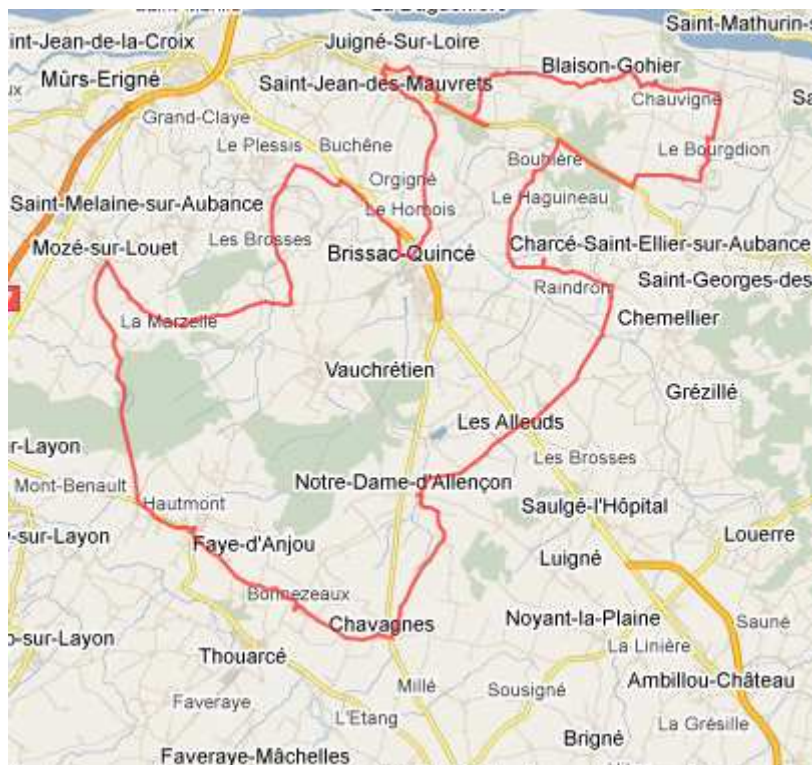 Saint-Mathurin-s
int-Jean-de-la-Croix
Juigné-Sur-Loire
Blaison-Gohier
Mûrs-Erigné
Saint-Jean-des-Mauvrets
Chauvigné
Grand-Claye
Le Plessis
Buchêne
Le Bourgdion
Orgigné
Le Haguineau
Saint-Melaine-sur-Aubance
Le Homois
Les Brosses
Mozé-sur-Louet
Brissac-Quincé
Charcé-Saint-Ellier-sur-Aubance
Saint-Georges-des
Chemellier
La Marzelle
Vauchrétien
Grézillé
Les Alleuds
ur-Layon
Les Brosses
Mont-Benault
Notre-Dame-d'Allençon
Hautmont
Saulgé-l'Hôpital
Louerre
y-sur-Layon
Faye-d'Anjou
Luigné
Bonnezeaux
Noyant-la-Plaine
Sauné
Chavagnes
La Linière
o-sur-Layon
Thouarcé
Millé
Sousigné
Ambillou-Château
Faveraye
L'Etang
La Grésille
Brigné
Faveraye-Mâchelles